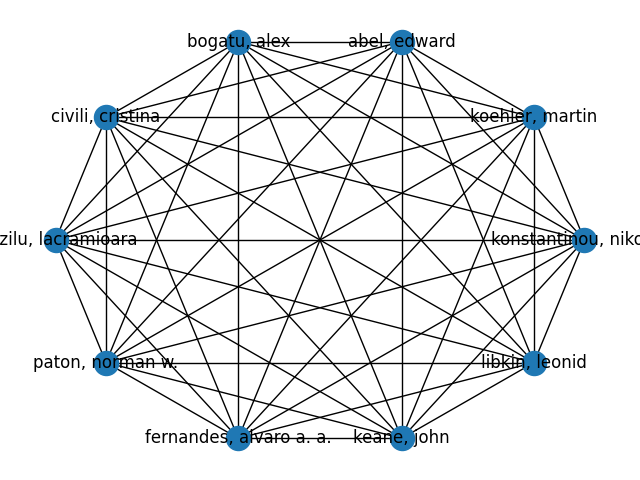 bogatu, alex
abel, edward
civili, cristina
koehler, martin
zilu, lacramioara
konstantinou, niko
paton, norman w.
libkin, leonid
fernandes, alvaro a. a.
keane, john